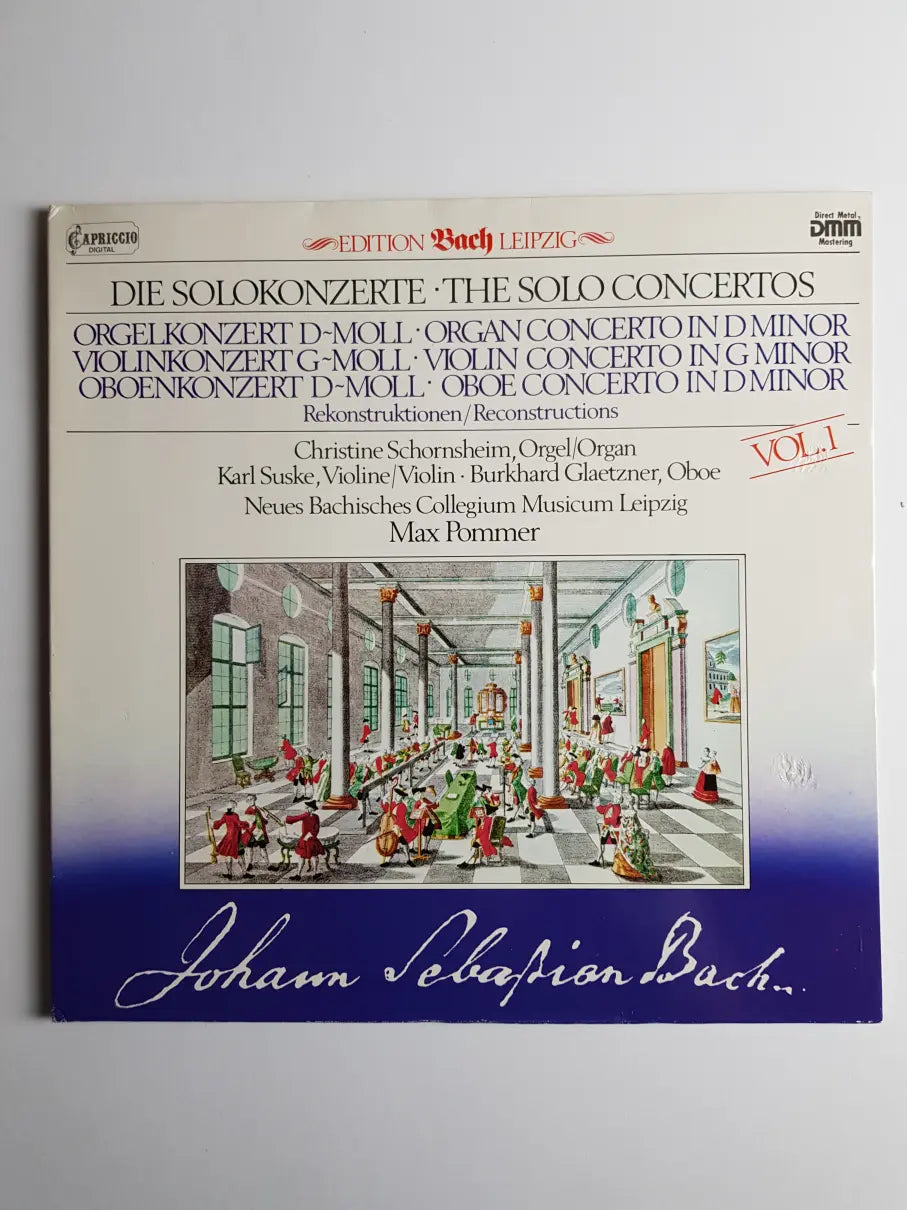 CAPRICCIO
DIGITAL
EDITION Bach LEIPZIG
Direct Metal
DMM
Mastering
DIE SOLOKONZERTE · THE SOLO CONCERTOS
ORGELKONZERT D~MOLL · ORGAN CONCERTO IN D MINOR
VIOLINKONZERT G~MOLL · VIOLIN CONCERTO IN G MINOR
OBOENKONZERT D~MOLL · OBOE CONCERTO IN D MINOR
Rekonstruktionen/Reconstructions
VOL.1
Christine Schornsheim, Orgel/Organ
Karl Suske, Violine/Violin · Burkhard Glaetzner, Oboe
Neues Bachisches Collegium Musicum Leipzig
Max Pommer
Johann Sebaſtian Bach..